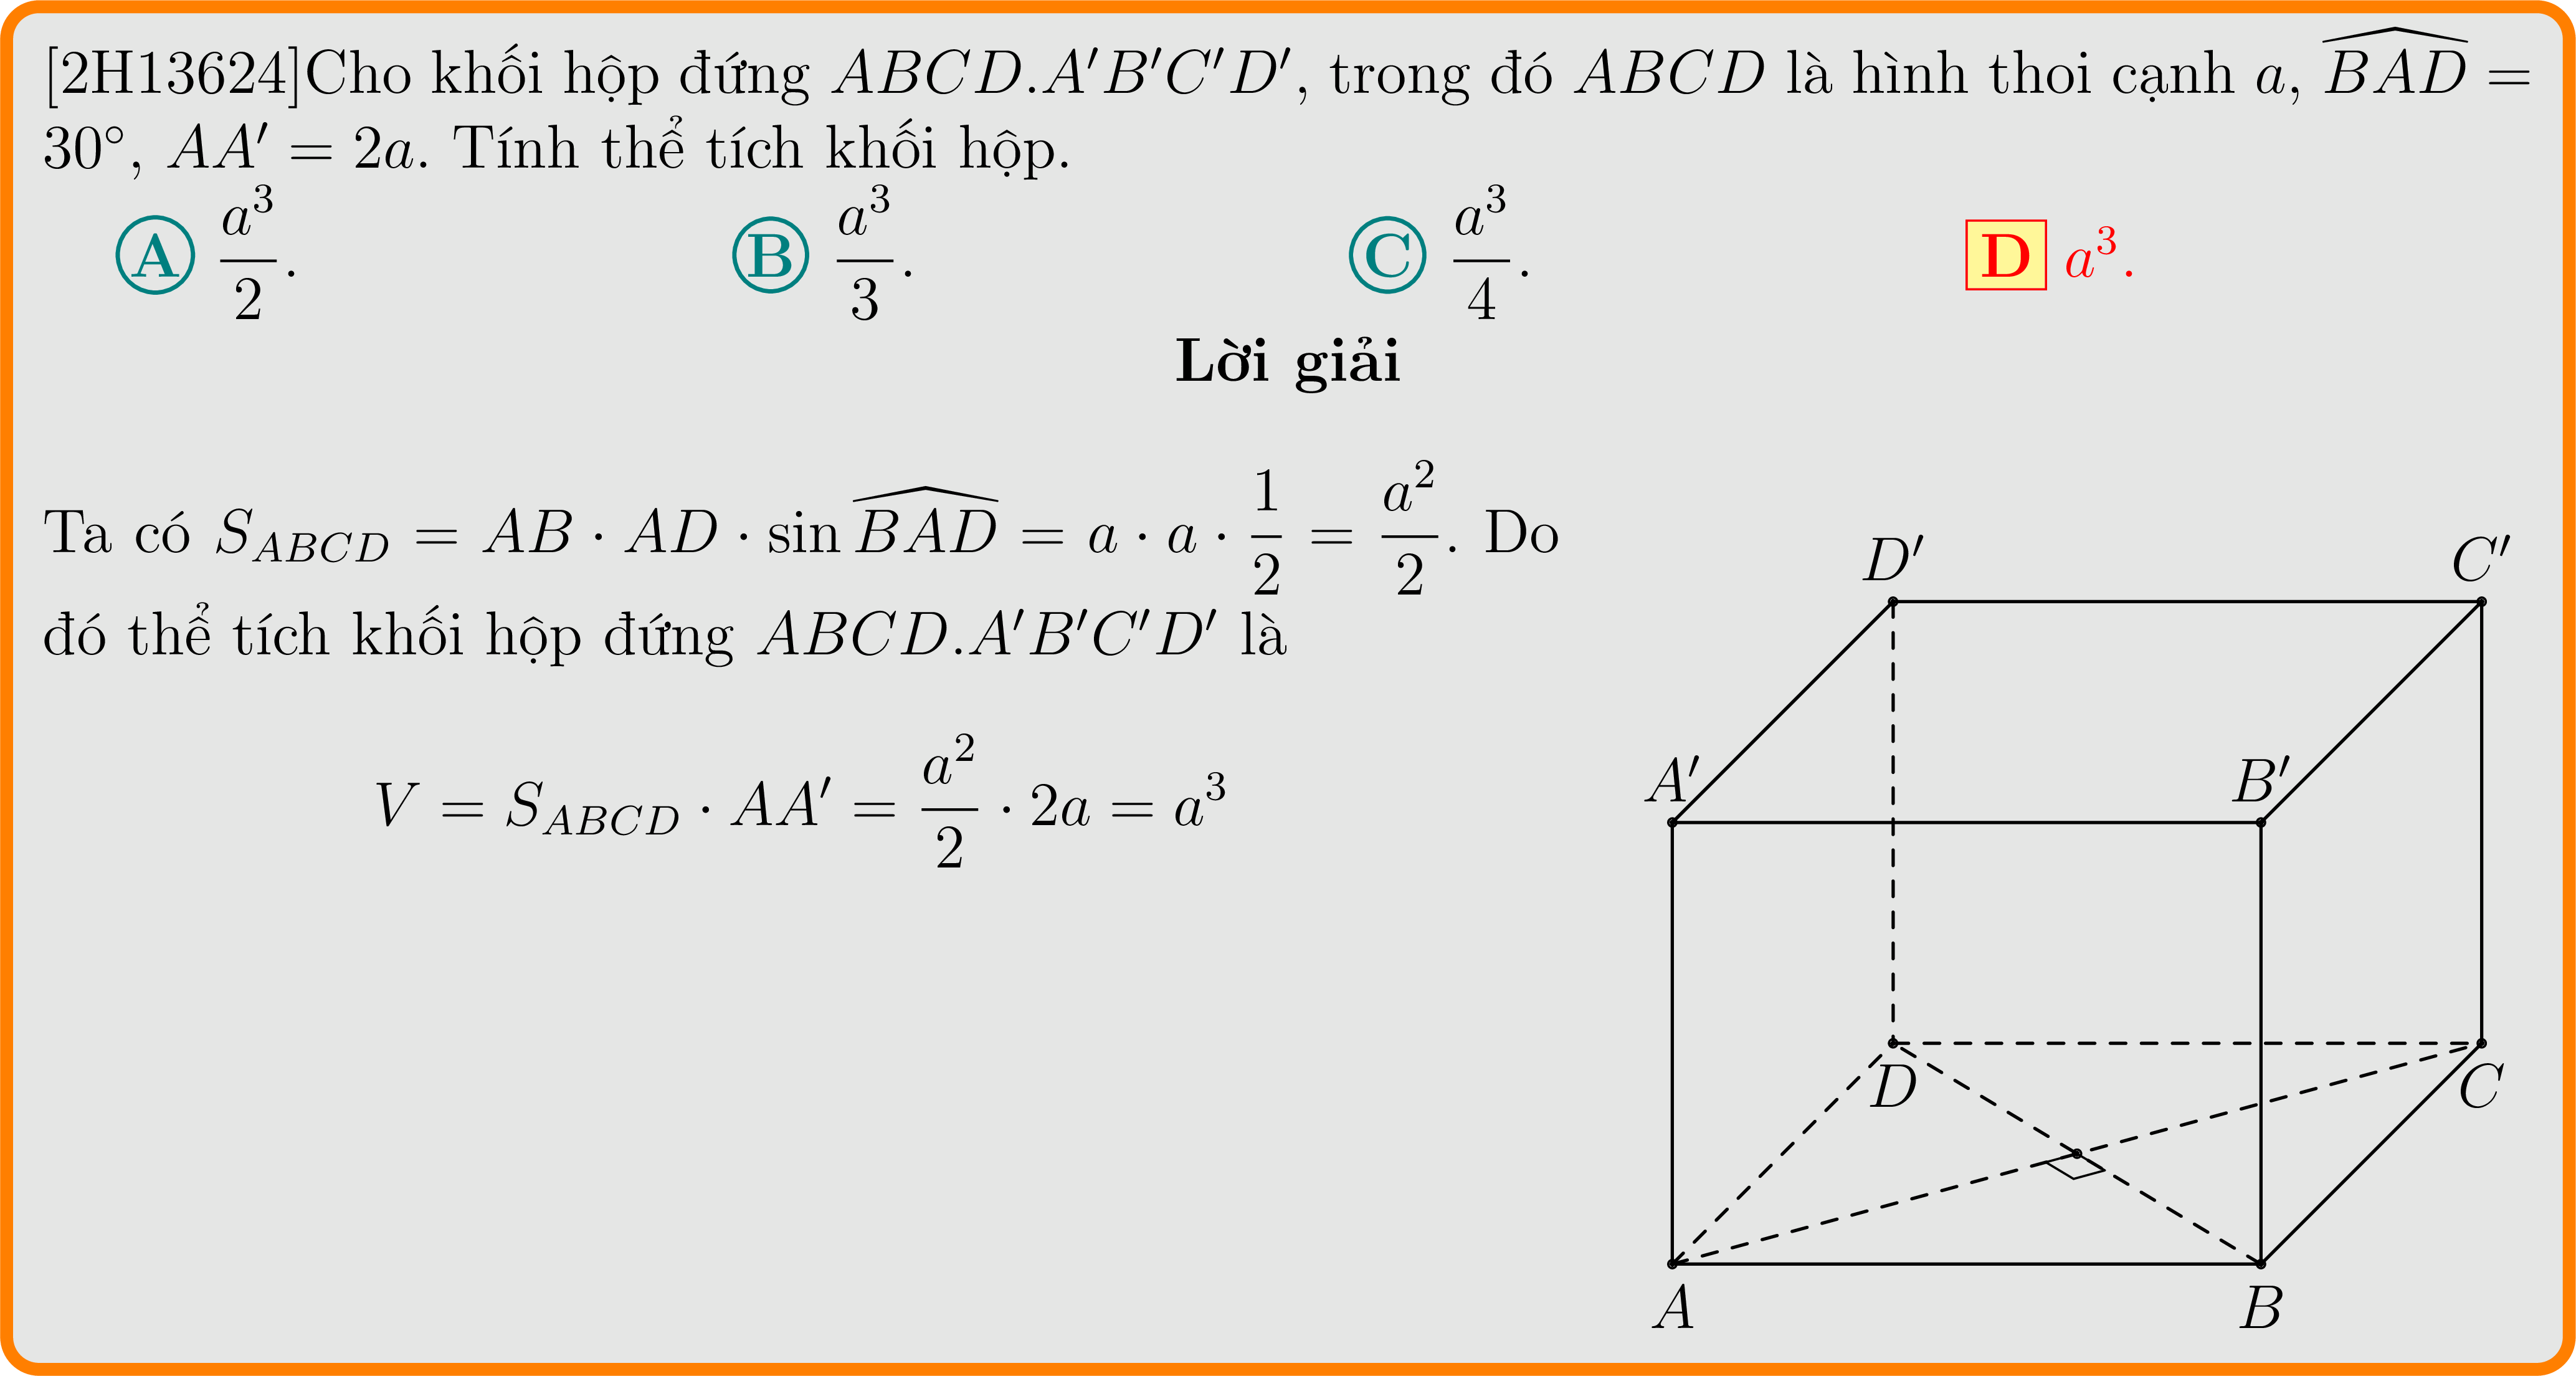 [2H13624]Cho khối hộp đứng ABCD.A′B′C′D′, trong đó ABCD là hình thoi cạnh a, $\widehat{BAD}$ =
30°, AA′ = 2a. Tính thể tích khối hộp.
A $\frac{a^3}{2}$. B $\frac{a^3}{3}$. C $\frac{a^3}{4}$. D $a^3$.
Lời giải
Ta có $S_{ABCD} = AB \cdot AD \cdot \sin \widehat{BAD} = a \cdot a \cdot \frac{1}{2} = \frac{a^2}{2}$. Do
đó thể tích khối hộp đứng ABCD.A′B′C′D′ là
$V = S_{ABCD} \cdot AA' = \frac{a^2}{2} \cdot 2a = a^3$
D′ C′
A′ B′
D C
A B